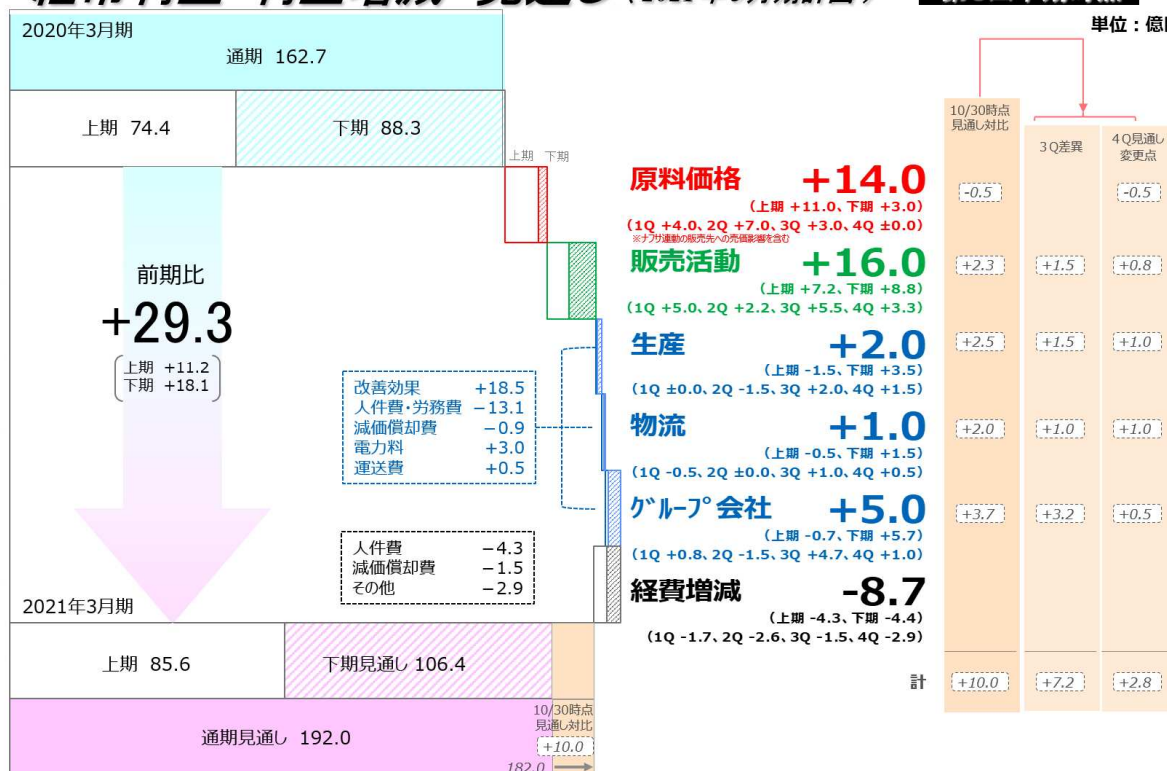 単位：億
2020年3月期
通期 162.7
上期 74.4
下期 88.3
上期 下期
前期比
+29.3
上期 +11.2
下期 +18.1
改善効果 +18.5
人件費・労務費 －13.1
減価償却費 －0.9
電力料 +3.0
運送費 +0.5
人件費 －4.3
減価償却費 －1.5
その他 －2.9
原料価格 +14.0
(上期 +11.0、下期 +3.0)
(1Q +4.0、2Q +7.0、3Q +3.0、4Q ±0.0)
※ナフサ連動の販売先への売価影響を含む
販売活動 +16.0
(上期 +7.2、下期 +8.8)
(1Q +5.0、2Q +2.2、3Q +5.5、4Q +3.3)
生産 +2.0
(上期 -1.5、下期 +3.5)
(1Q ±0.0、2Q -1.5、3Q +2.0、4Q +1.5)
物流 +1.0
(上期 -0.5、下期 +1.5)
(1Q -0.5、2Q ±0.0、3Q +1.0、4Q +0.5)
ｸﾞﾙｰﾌﾟ会社 +5.0
(上期 -0.7、下期 +5.7)
(1Q +0.8、2Q -1.5、3Q +4.7、4Q +1.0)
経費増減 -8.7
(上期 -4.3、下期 -4.4)
(1Q -1.7、2Q -2.6、3Q -1.5、4Q -2.9)
計
10/30時点
見通し対比
3Q差異
4Q見通し
変更点
-0.5 -0.5
+2.3 +1.5 +0.8
+2.5 +1.5 +1.0
+2.0 +1.0 +1.0
+3.7 +3.2 +0.5
+10.0 +7.2 +2.8
2021年3月期
上期 85.6
下期見通し 106.4
通期見通し 192.0
10/30時点
見通し対比
+10.0
182.0